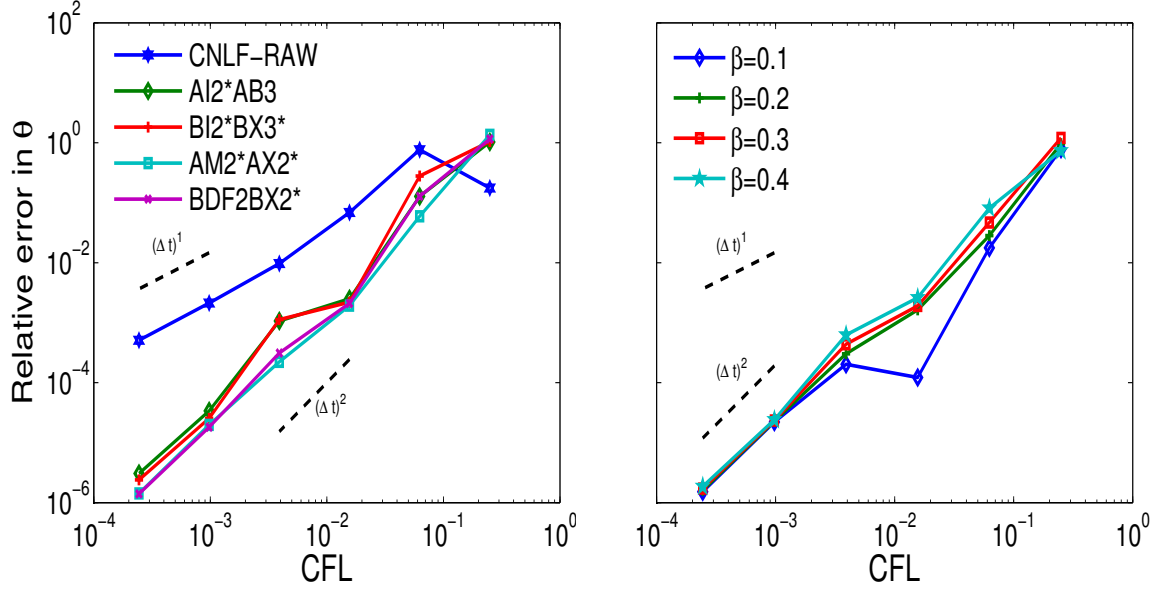 Relative error in θ
10^2
10^0
10^-2
10^-4
10^-6
CNLF-RAW
AI2*AB3
BI2*BX3*
AM2*AX2*
BDF2BX2*
(Δ t)^1
(Δ t)^2
10^-4 10^-3 10^-2 10^-1 10^0
CFL
β=0.1
β=0.2
β=0.3
β=0.4
(Δ t)^1
(Δ t)^2
10^-4 10^-3 10^-2 10^-1 10^0
CFL